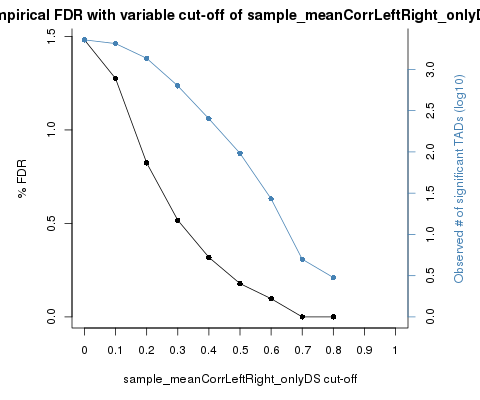 mpirical FDR with variable cut-off of sample_meanCorrLeftRight_onlyD
% FDR
0.0 0.5 1.0 1.5
0 0.1 0.2 0.3 0.4 0.5 0.6 0.7 0.8 0.9 1
sample_meanCorrLeftRight_onlyDS cut-off
0.0 0.5 1.0 1.5 2.0 2.5 3.0
Observed # of significant TADs (log10)